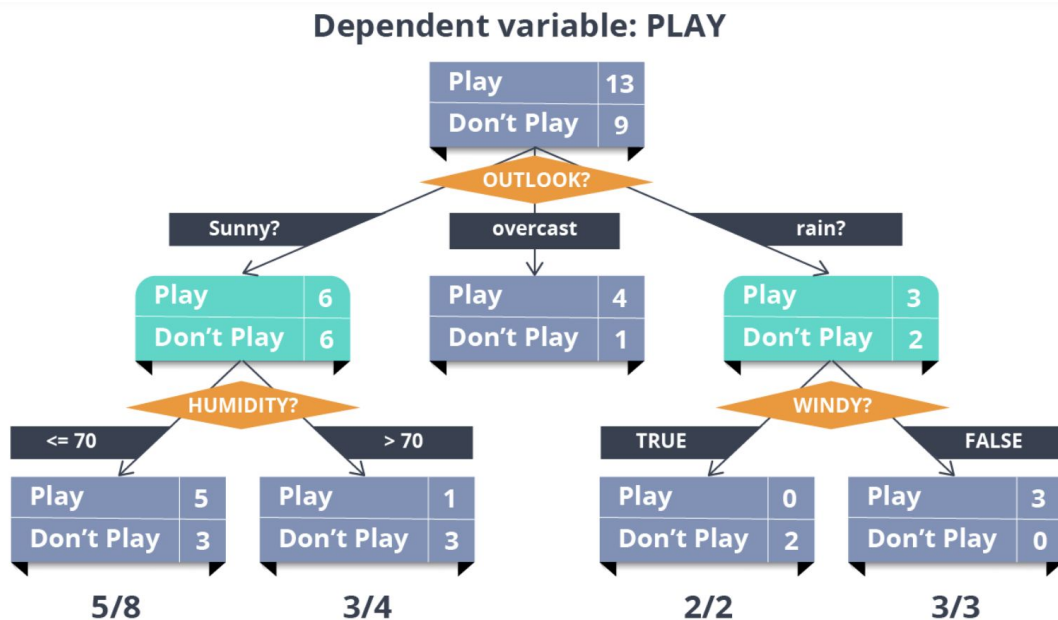 Dependent variable: PLAY
Play 13
Don't Play 9
OUTLOOK?
Sunny? overcast rain?
Play 6 Play 4 Play 3
Don't Play 6 Don't Play 1 Don't Play 2
HUMIDITY? WINDY?
<= 70 > 70 TRUE FALSE
Play 5 Play 1 Play 0 Play 3
Don't Play 3 Don't Play 3 Don't Play 2 Don't Play 0
5/8 3/4 2/2 3/3